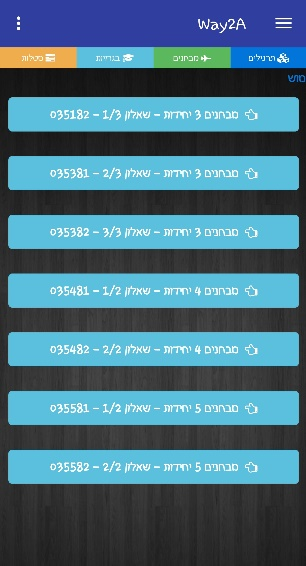 Way2A
תרגילים
מבחנים
בגרויות
סטלות
טוש
מבחנים 3 יחידות - שאלון 1/3 - 035182
מבחנים 3 יחידות - שאלון 2/3 - 035381
מבחנים 3 יחידות - שאלון 3/3 - 035382
מבחנים 4 יחידות - שאלון 1/2 - 035481
מבחנים 4 יחידות - שאלון 2/2 - 035482
מבחנים 5 יחידות - שאלון 1/2 - 035581
מבחנים 5 יחידות - שאלון 2/2 - 035582